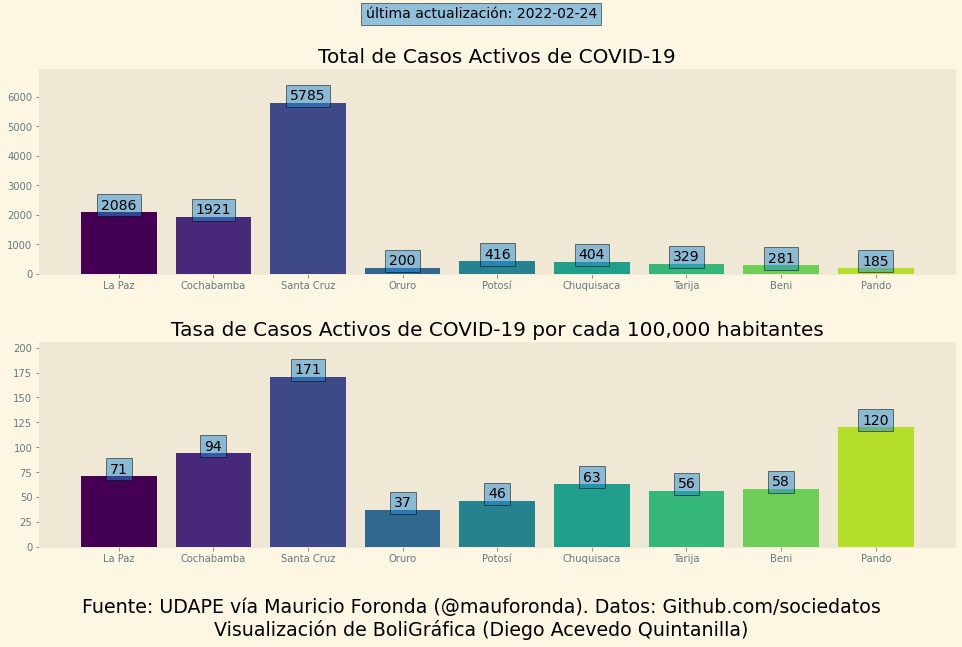 última actualización: 2022-02-24
Total de Casos Activos de COVID-19
6000
5000
4000
3000
2000
1000
0
2086
1921
5785
200
416
404
329
281
185
La Paz
Cochabamba
Santa Cruz
Oruro
Potosí
Chuquisaca
Tarija
Beni
Pando
Tasa de Casos Activos de COVID-19 por cada 100,000 habitantes
200
175
150
125
100
75
50
25
0
71
94
171
37
46
63
56
58
120
La Paz
Cochabamba
Santa Cruz
Oruro
Potosí
Chuquisaca
Tarija
Beni
Pando
Fuente: UDAPE vía Mauricio Foronda (@mauforonda). Datos: Github.com/sociedatos
Visualización de BoliGráfica (Diego Acevedo Quintanilla)